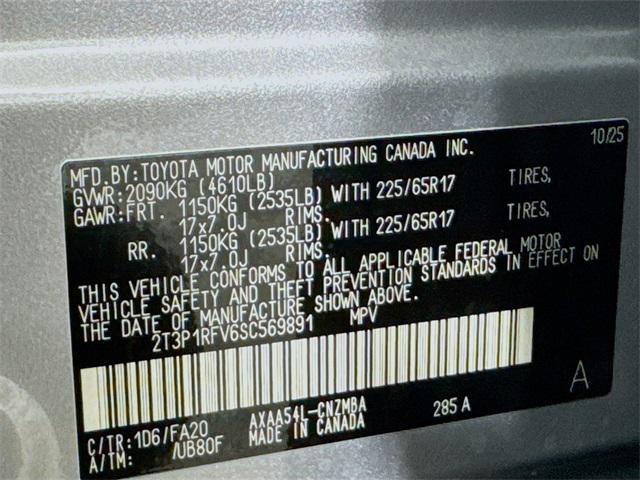 10/25
MFD.BY:TOYOTA MOTOR MANUFACTURING CANADA INC.
GVWR:2090KG (4610LB)
GAWR:FRT. 1150KG (2535LB) WITH 225/65R17 TIRES,
17x7.0J RIMS.
RR. 1150KG (2535LB) WITH 225/65R17 TIRES,
17x7.0J RIMS.
THIS VEHICLE CONFORMS TO ALL APPLICABLE FEDERAL MOTOR
VEHICLE SAFETY AND THEFT PREVENTION STANDARDS IN EFFECT ON
THE DATE OF MANUFACTURE SHOWN ABOVE.
2T3P1RFV6SC569891 MPV
A
C/TR:1D6/FA20 AXAA54L-CNZMBA 285 A
A/TM: /UB80F MADE IN CANADA